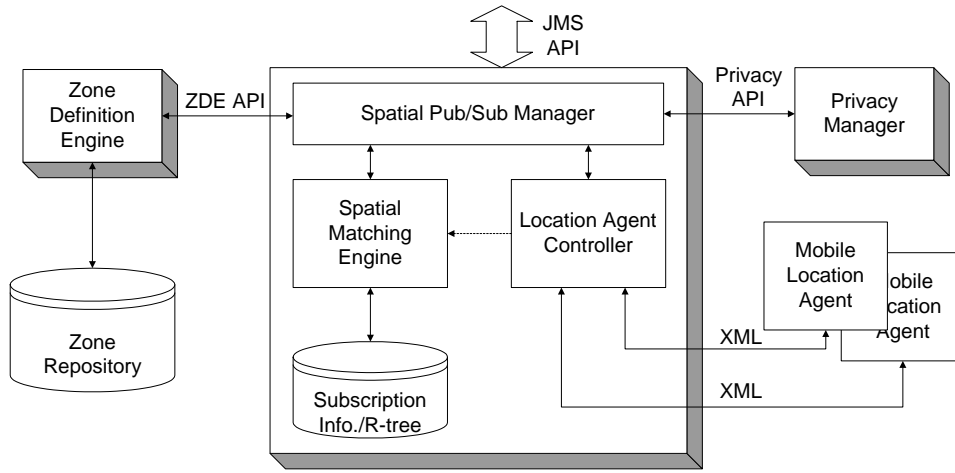 JMS
API
Zone
Definition
Engine
ZDE API
Spatial Pub/Sub Manager
Privacy
API
Privacy
Manager
Spatial
Matching
Engine
Location Agent
Controller
Mobile
Location
Agent
Agent
Zone
Repository
XML
XML
Subscription
Info./R-tree